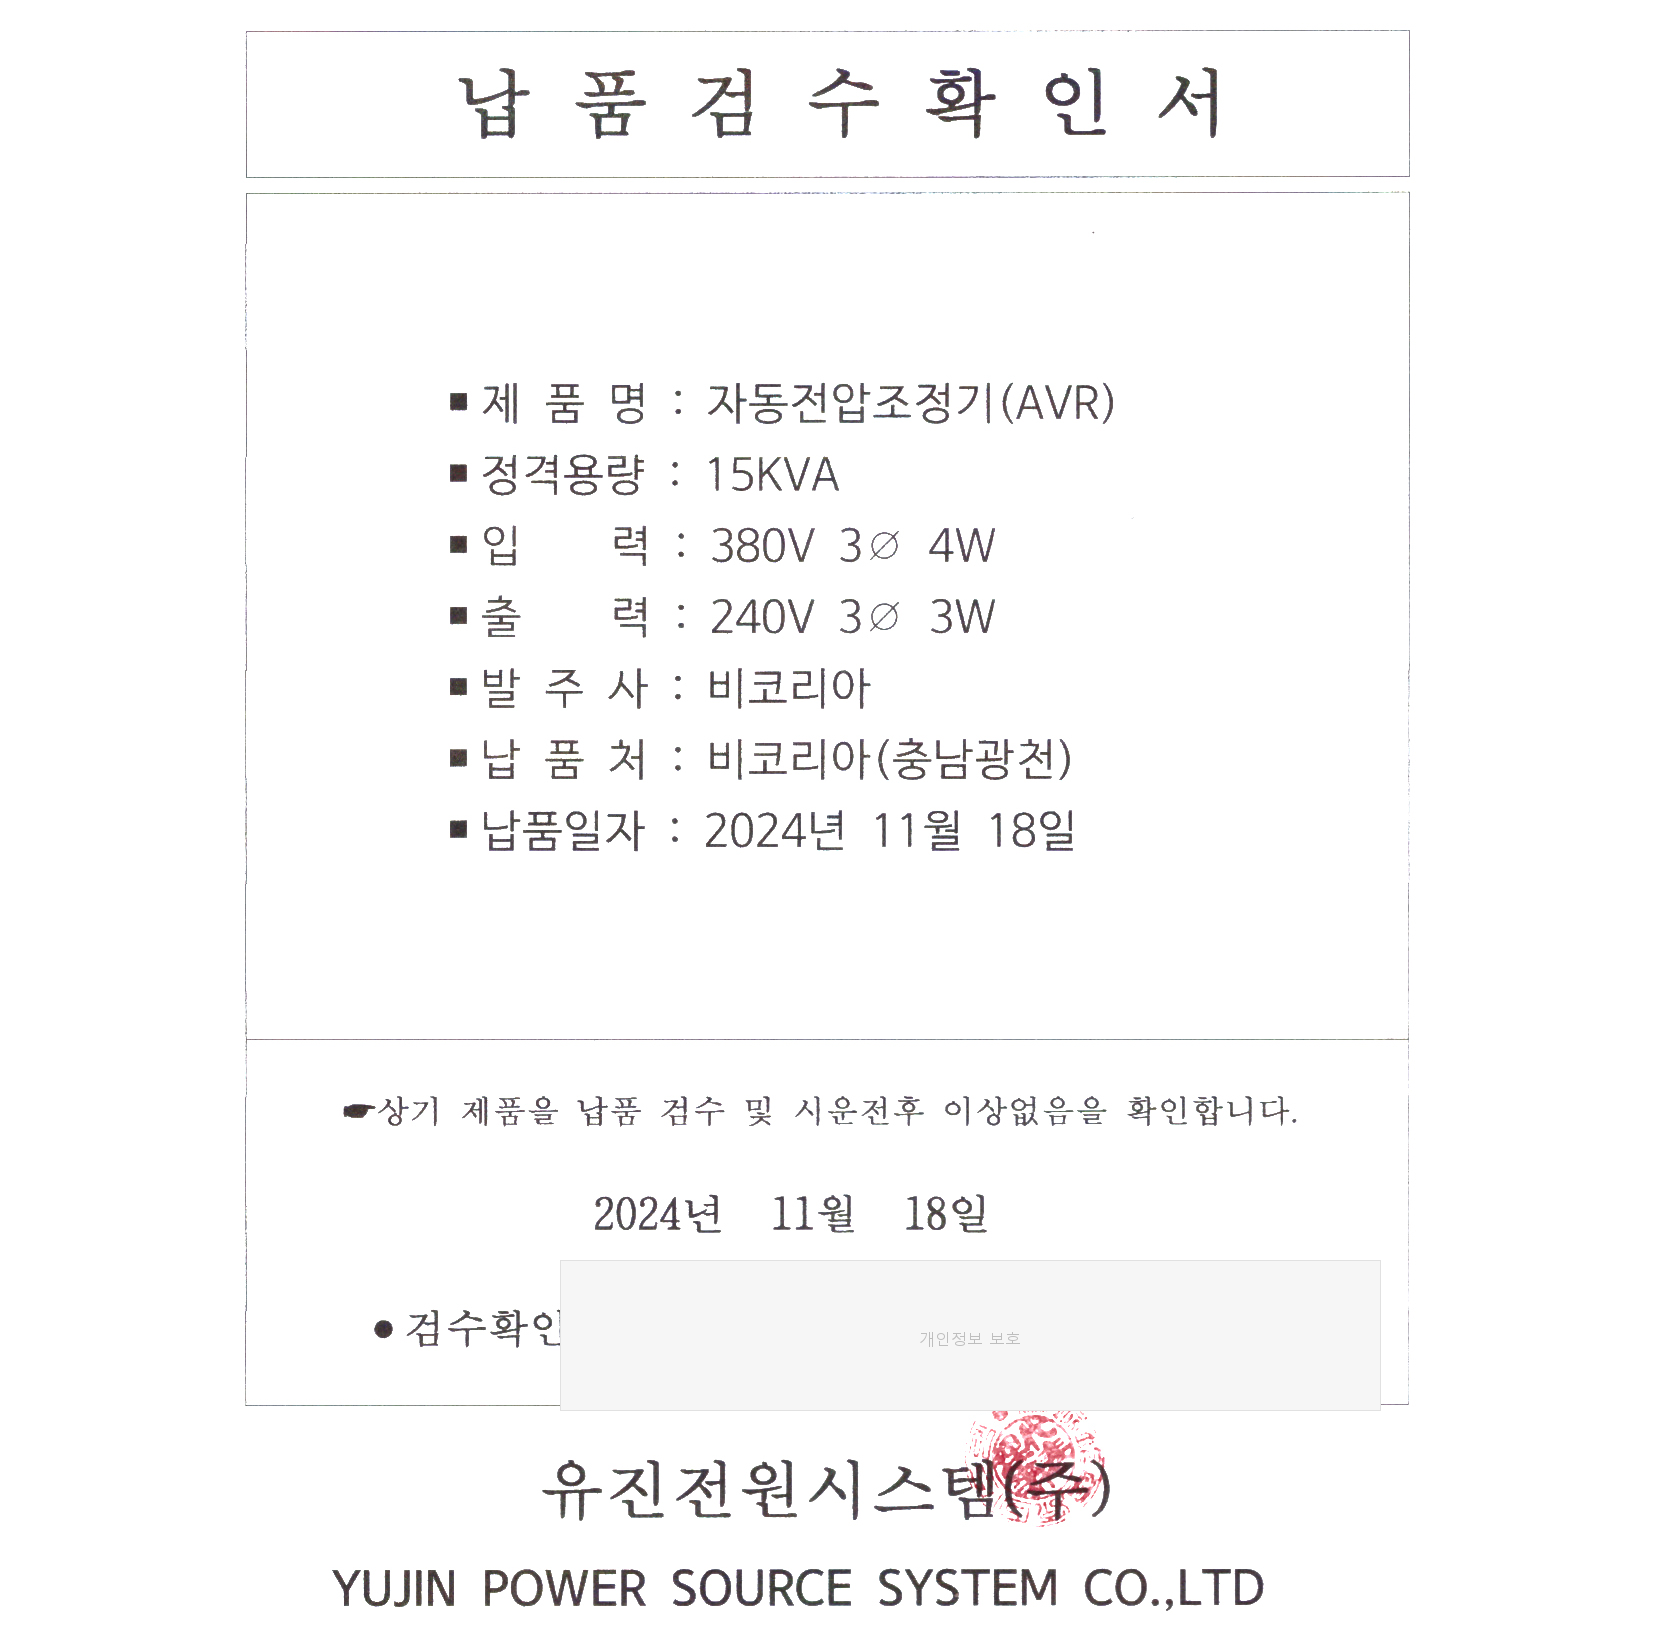 납 품 검 수 확 인 서
■ 제 품 명 : 자동전압조정기(AVR)
■ 정격용량 : 15KVA
■ 입 력 : 380V 3∅ 4W
■ 출 력 : 240V 3∅ 3W
■ 발 주 사 : 비코리아
■ 납 품 처 : 비코리아(충남광천)
■ 납품일자 : 2024년 11월 18일
☛상기 제품을 납품 검수 및 시운전후 이상없음을 확인합니다.
2024년 11월 18일
● 검수확인
개인정보 보호
유진전원시스템(주)
YUJIN POWER SOURCE SYSTEM CO.,LTD